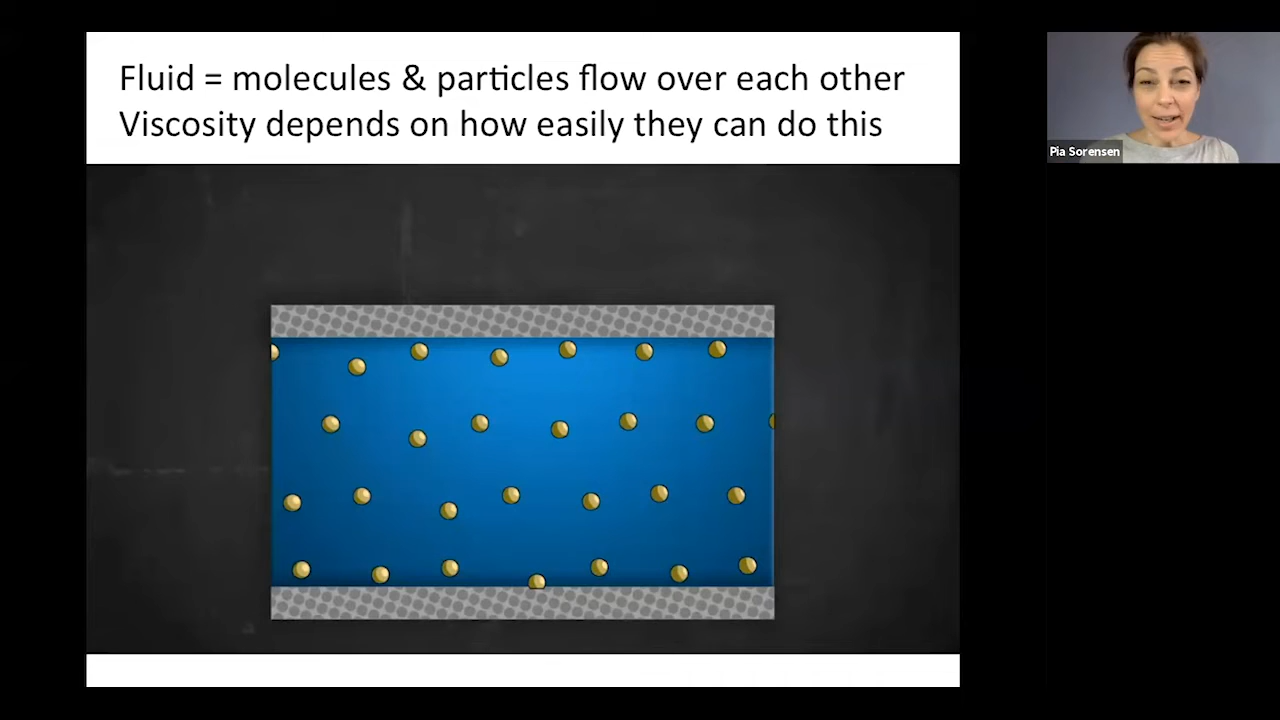 Fluid = molecules & particles flow over each other
Viscosity depends on how easily they can do this
Pia Sorensen